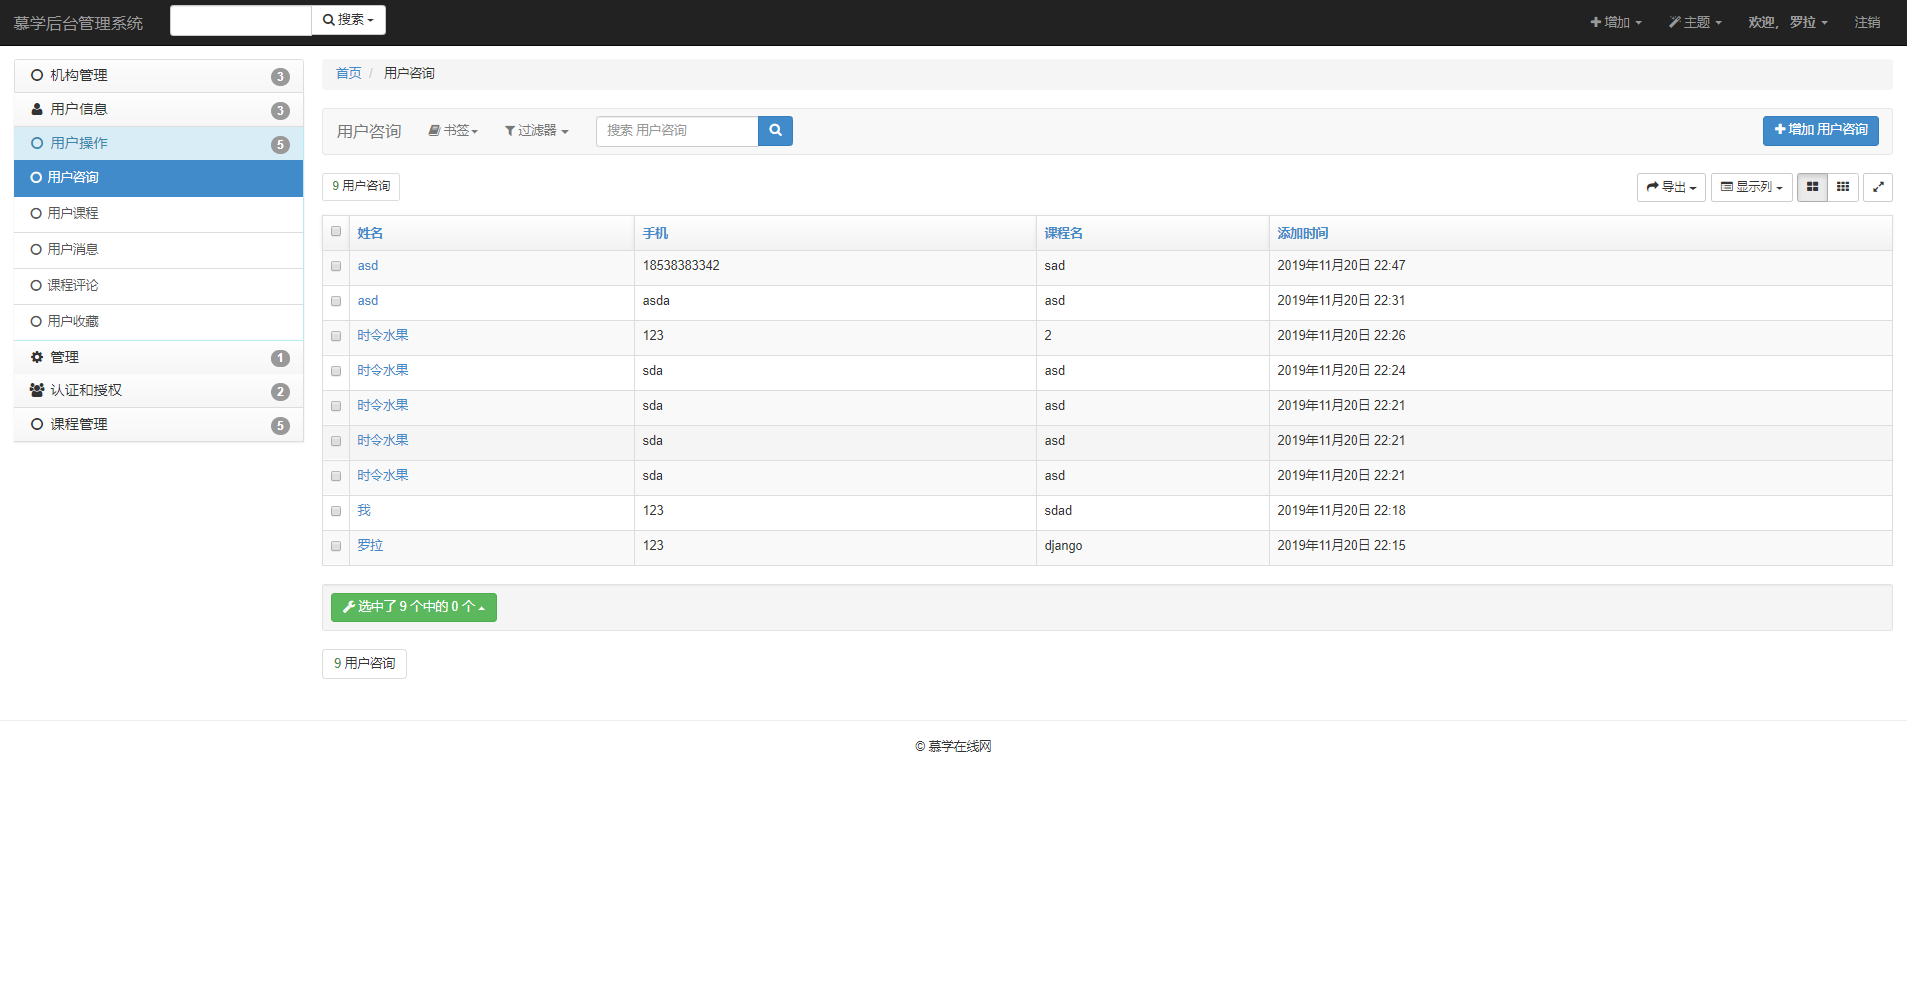 慕学后台管理系统 搜索 增加 主题 欢迎, 罗拉 注销
机构管理 3
用户信息 3
用户操作 5
用户咨询
用户课程
用户消息
课程评论
用户收藏
管理 1
认证和授权 2
课程管理 5
首页 / 用户咨询
用户咨询 书签 过滤器 搜索 用户咨询 增加 用户咨询
9 用户咨询 导出 显示列
姓名 手机 课程名 添加时间
asd 18538383342 sad 2019年11月20日 22:47
asd asda asd 2019年11月20日 22:31
时令水果 123 2 2019年11月20日 22:26
时令水果 sda asd 2019年11月20日 22:24
时令水果 sda asd 2019年11月20日 22:21
时令水果 sda asd 2019年11月20日 22:21
时令水果 sda asd 2019年11月20日 22:21
我 123 sdad 2019年11月20日 22:18
罗拉 123 django 2019年11月20日 22:15
选中了 9 个中的 0 个
9 用户咨询
© 慕学在线网